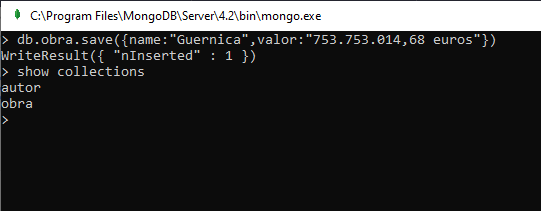 C:\Program Files\MongoDB\Server\4.2\bin\mongo.exe
> db.obra.save({name:"Guernica",valor:"753.753.014,68 euros"})
WriteResult({ "nInserted" : 1 })
> show collections
autor
obra
>